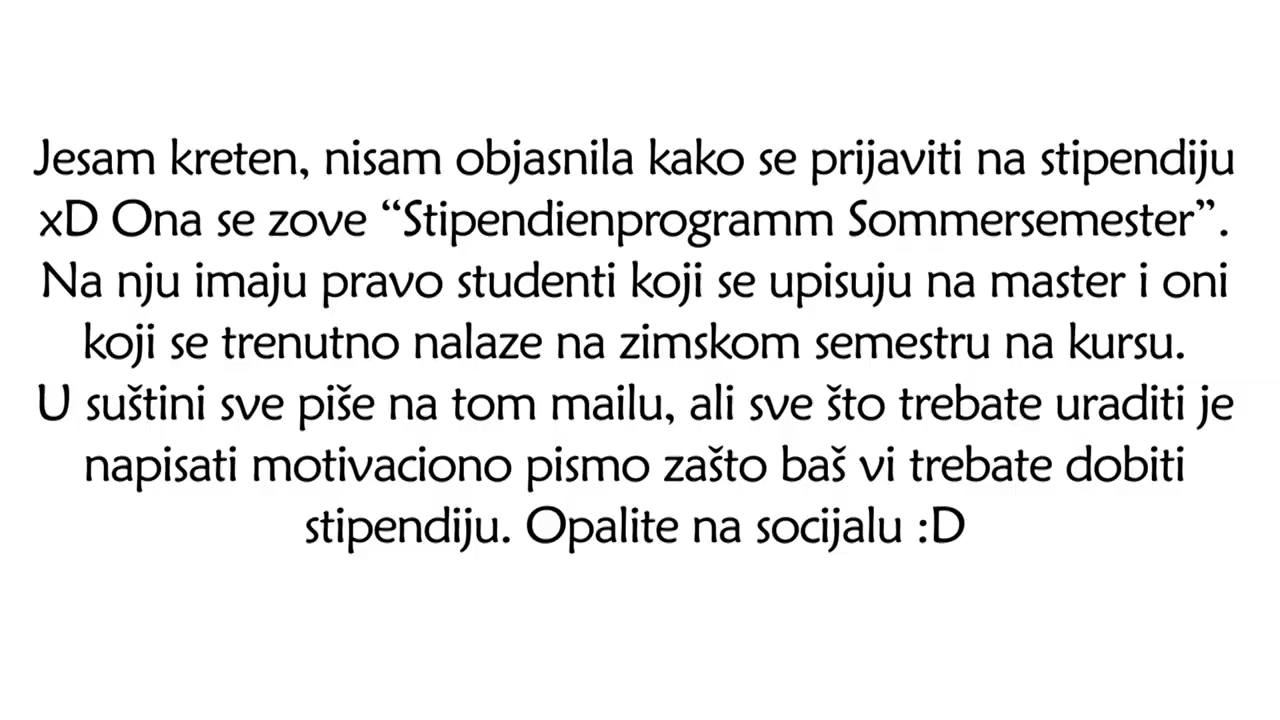 Jesam kreten, nisam objasnila kako se prijaviti na stipendiju
xD Ona se zove “Stipendienprogramm Sommersemester”.
Na nju imaju pravo studenti koji se upisuju na master i oni
koji se trenutno nalaze na zimskom semestru na kursu.
U suštini sve piše na tom mailu, ali sve što trebate uraditi je
napisati motivaciono pismo zašto baš vi trebate dobiti
stipendiju. Opalite na socijalu :D